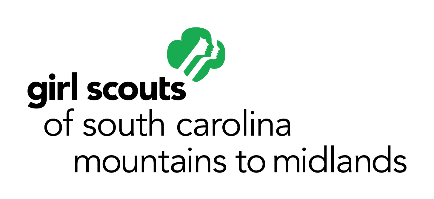 girl scouts
of south carolina
mountains to midlands